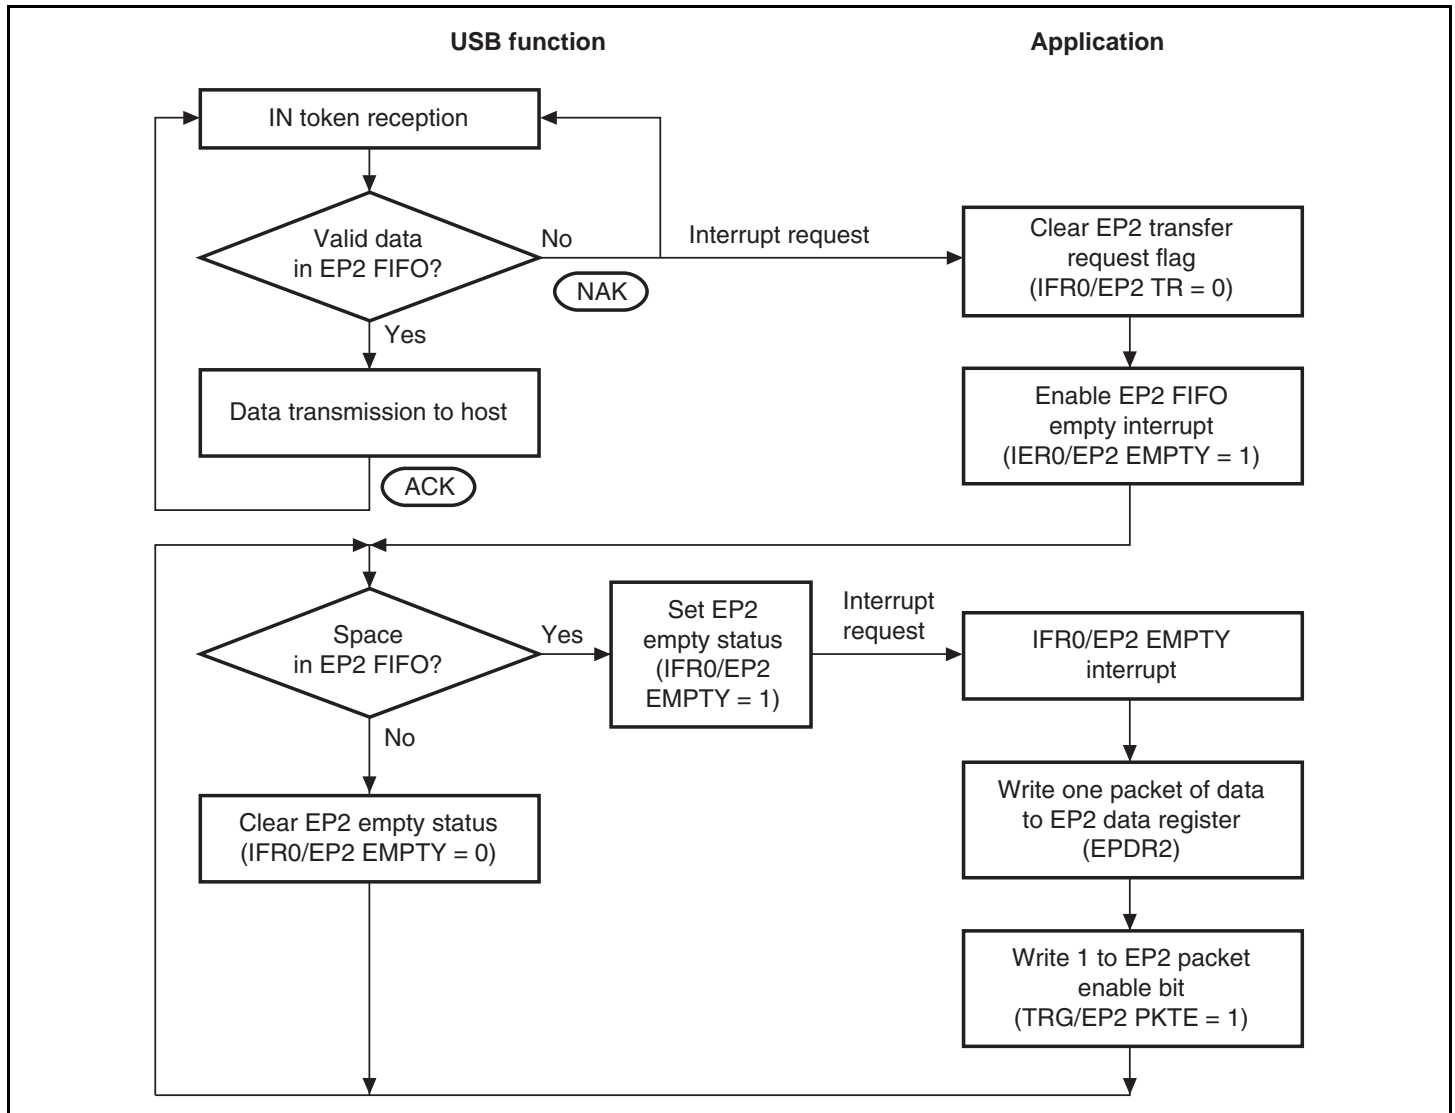 USB function
Application
IN token reception
Valid data
in EP2 FIFO?
No
NAK
Interrupt request
Clear EP2 transfer
request flag
(IFR0/EP2 TR = 0)
Yes
Data transmission to host
ACK
Enable EP2 FIFO
empty interrupt
(IER0/EP2 EMPTY = 1)
Space
in EP2 FIFO?
Yes
Set EP2
empty status
(IFR0/EP2
EMPTY = 1)
Interrupt
request
IFR0/EP2 EMPTY
interrupt
No
Clear EP2 empty status
(IFR0/EP2 EMPTY = 0)
Write one packet of data
to EP2 data register
(EPDR2)
Write 1 to EP2 packet
enable bit
(TRG/EP2 PKTE = 1)